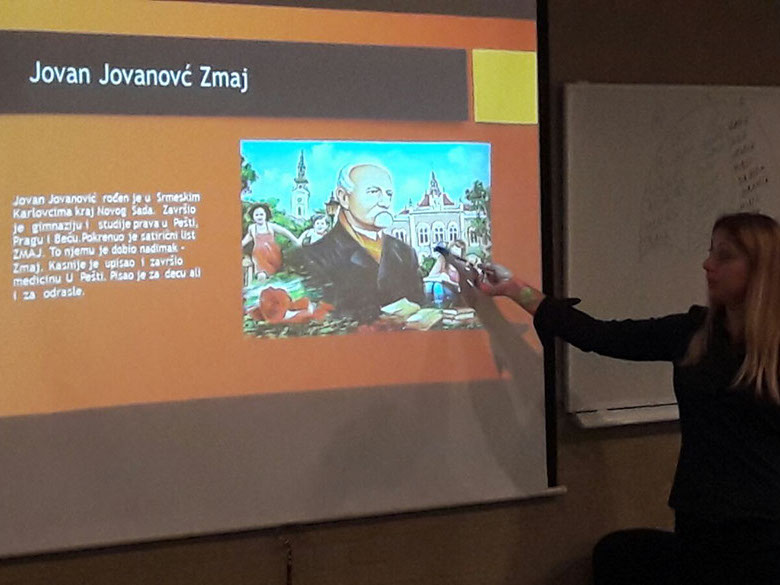 Jovan Jovanovć Zmaj
Jovan Jovanović rođen je u Srmeskim
Karlovcima kraj Novog Sada. Završio
je gimnaziju i studije prava u Pešti,
Pragu i Beču. Pokrenuo je satirični list
ZMAJ. To njemu je dobio nadimak -
Zmaj. Kasnije je upisao i završio
medicinu U Pešti. Pisao je za decu ali
i za odrasle.